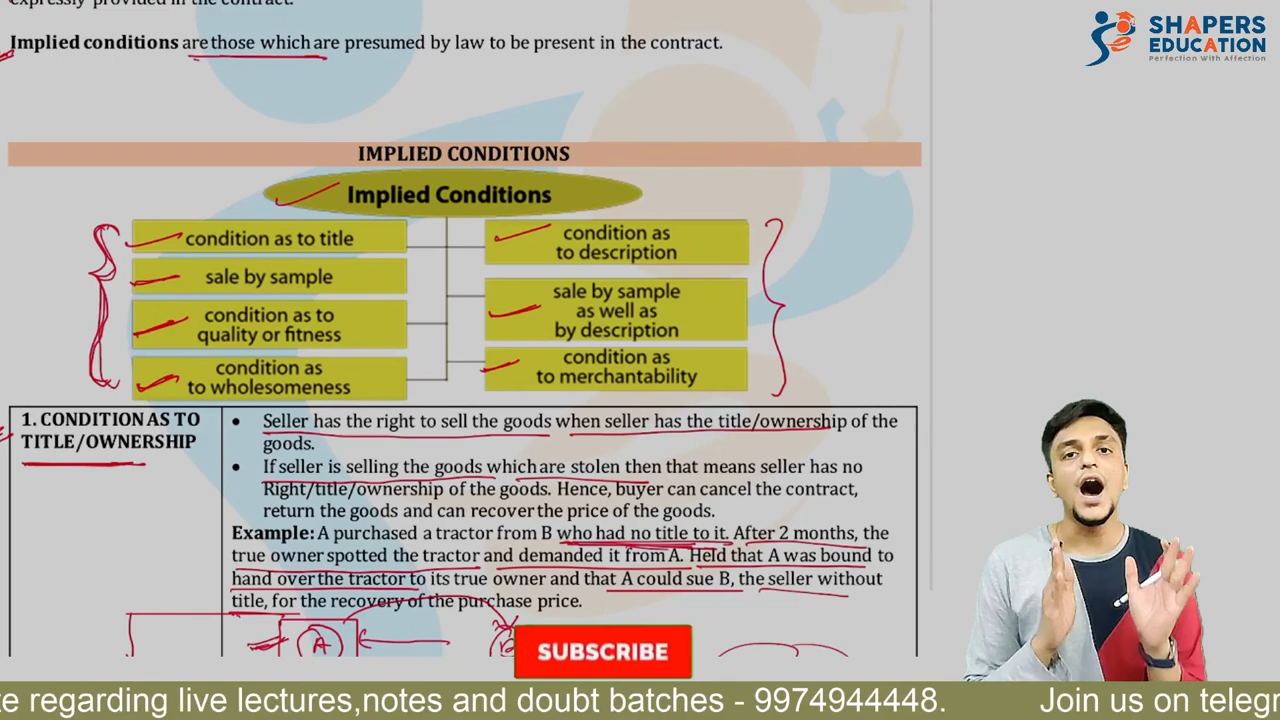 expressly provided in the contract.
Implied conditions are those which are presumed by law to be present in the contract.
SHAPERS
EDUCATION
Perfection With Affection
IMPLIED CONDITIONS
Implied Conditions
condition as to title
sale by sample
condition as to
quality or fitness
condition as
to wholesomeness
condition as
to description
sale by sample
as well as
by description
condition as
to merchantability
1. CONDITION AS TO
TITLE/OWNERSHIP
• Seller has the right to sell the goods when seller has the title/ownership of the
goods.
• If seller is selling the goods which are stolen then that means seller has no
Right/title/ownership of the goods. Hence, buyer can cancel the contract,
return the goods and can recover the price of the goods.
Example: A purchased a tractor from B who had no title to it. After 2 months, the
true owner spotted the tractor and demanded it from A. Held that A was bound to
hand over the tractor to its true owner and that A could sue B, the seller without
title, for the recovery of the purchase price.
A
SUBSCRIBE
regarding live lectures,notes and doubt batches - 9974944448. Join us on